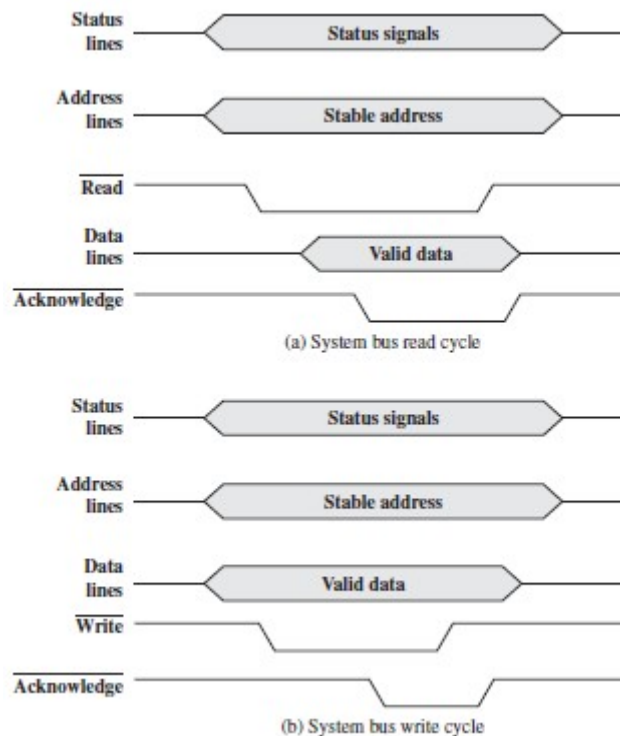 Status
lines
Status signals
Address
lines
Stable address
Read
Data
lines
Valid data
Acknowledge
(a) System bus read cycle
Status
lines
Status signals
Address
lines
Stable address
Data
lines
Valid data
Write
Acknowledge
(b) System bus write cycle